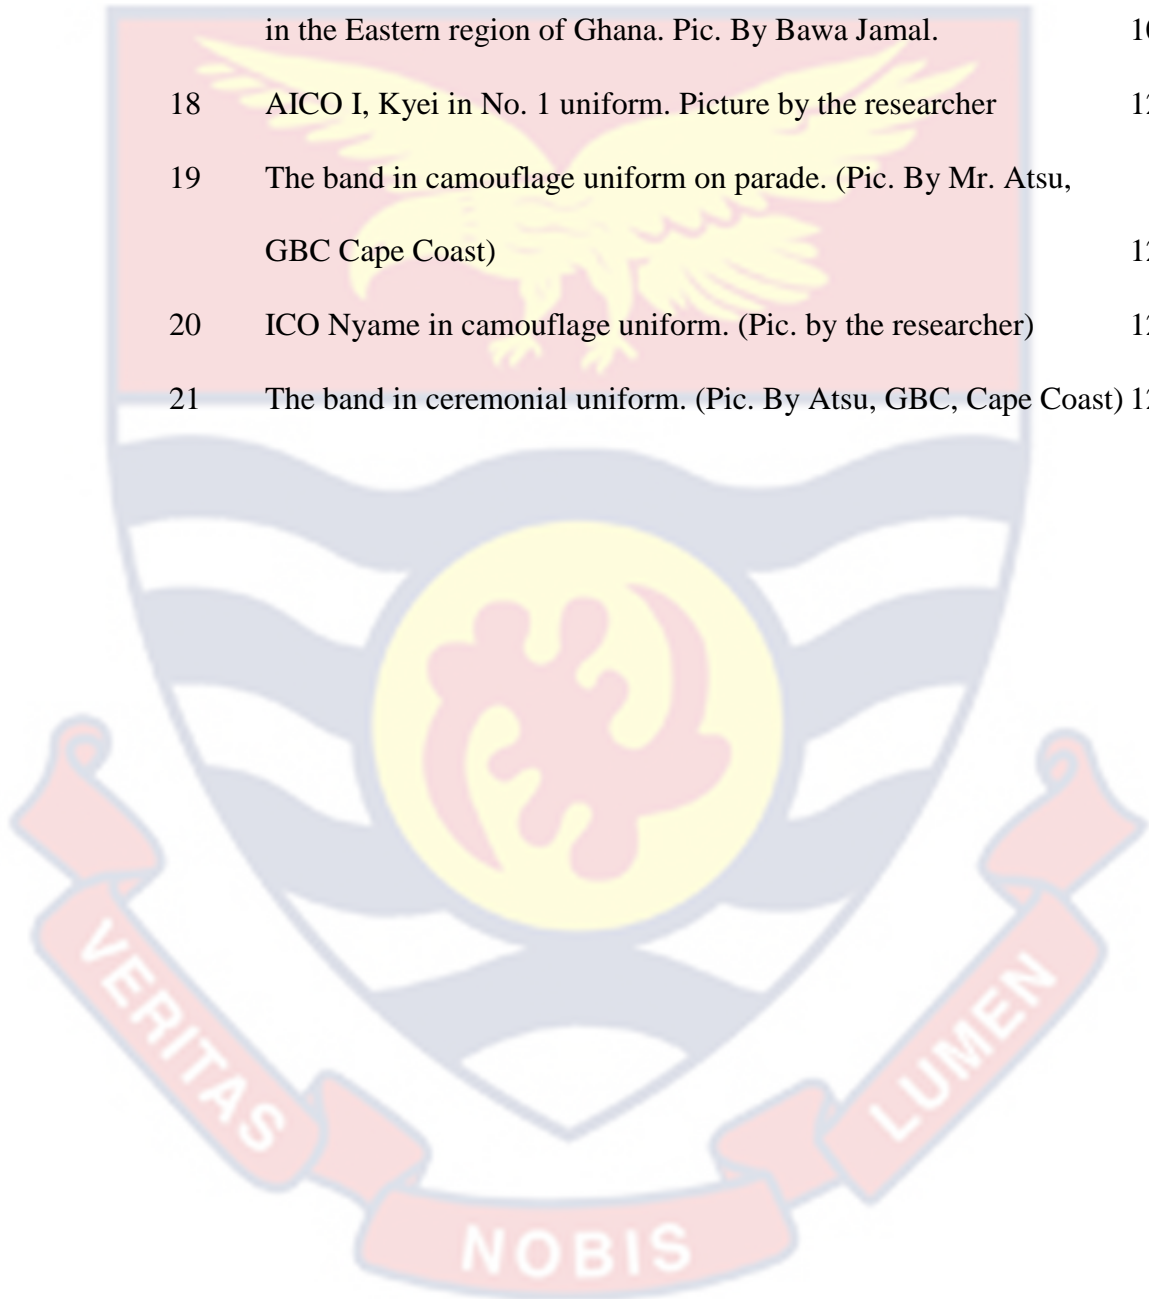 in the Eastern region of Ghana. Pic. By Bawa Jamal.
18 AICO I, Kyei in No. 1 uniform. Picture by the researcher
19 The band in camouflage uniform on parade. (Pic. By Mr. Atsu,
GBC Cape Coast)
20 ICO Nyame in camouflage uniform. (Pic. by the researcher)
21 The band in ceremonial uniform. (Pic. By Atsu, GBC, Cape Coast)
VERITAS
NOBIS
LUMEN